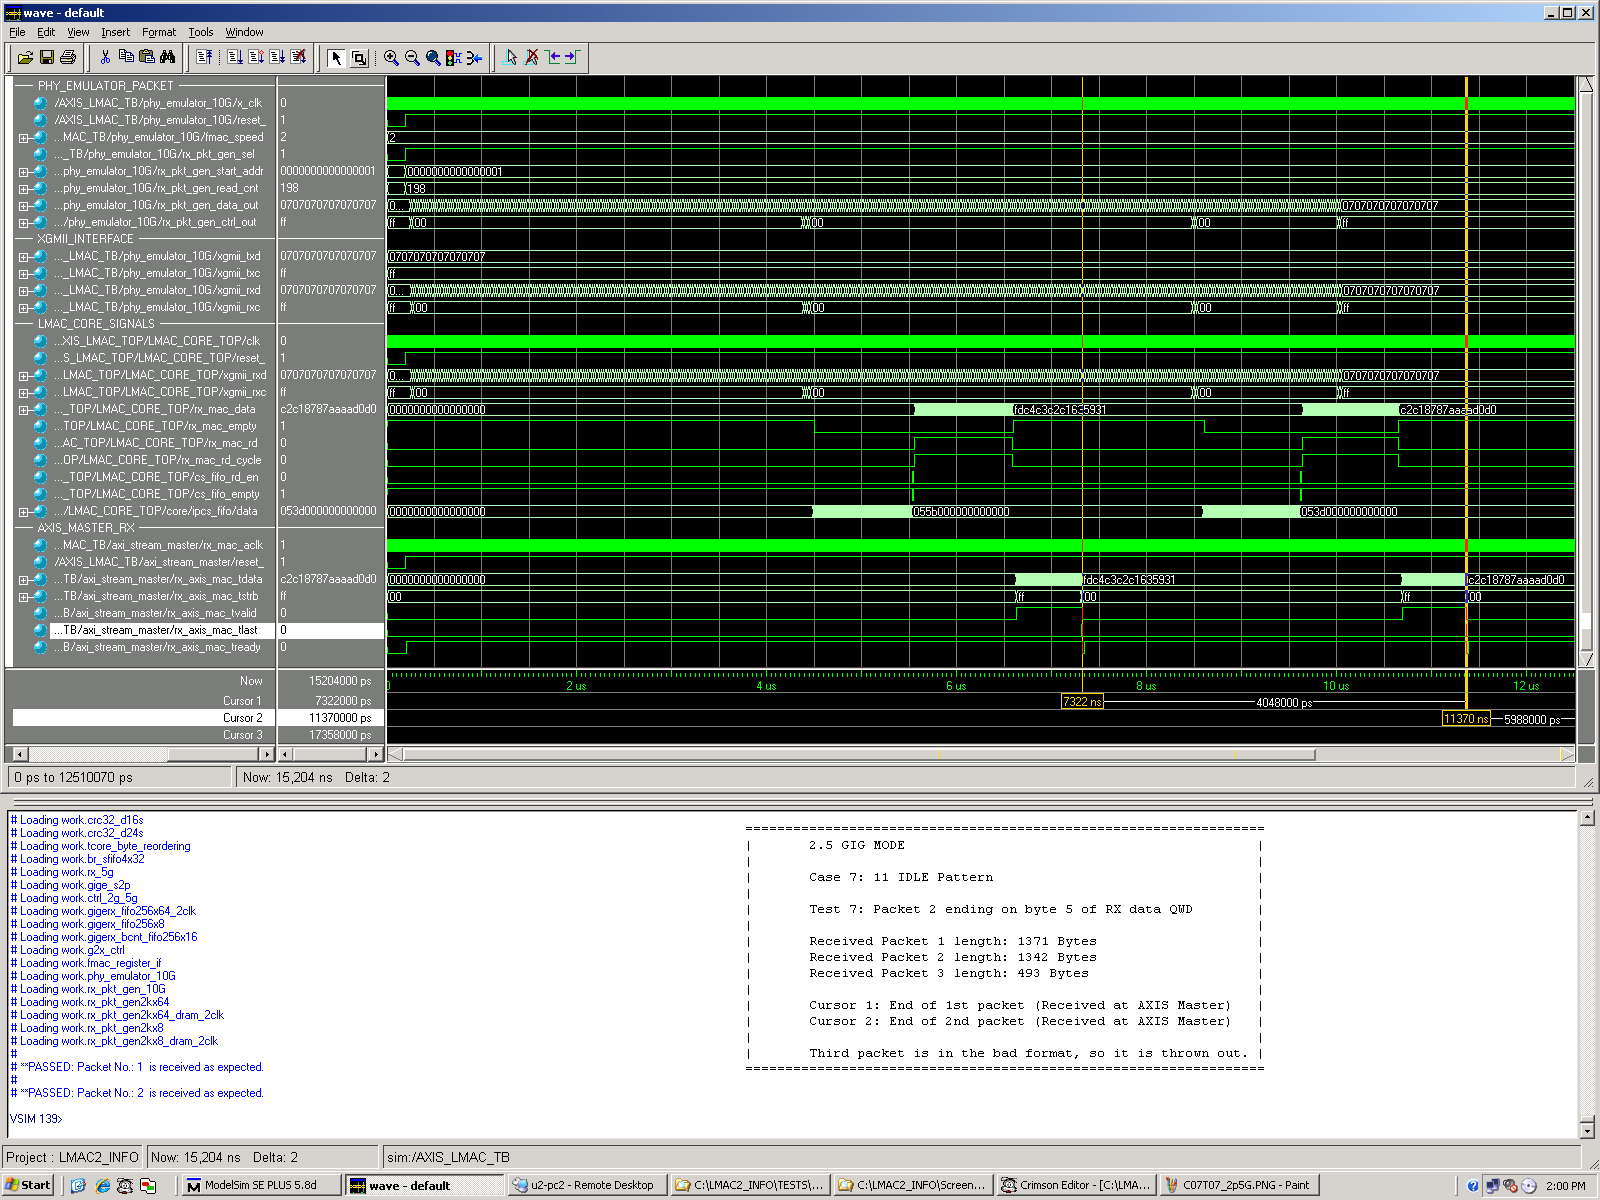 wave - default
File Edit View Insert Format Tools Window
PHY_EMULATOR_PACKET
/AXIS_LMAC_TB/phy_emulator_10G/x_clk 0
/AXIS_LMAC_TB/phy_emulator_10G/reset_ 1
...MAC_TB/phy_emulator_10G/fmac_speed 2 2
..._TB/phy_emulator_10G/rx_pkt_gen_sel 1
...phy_emulator_10G/rx_pkt_gen_start_addr 0000000000000001 0000000000000001
...phy_emulator_10G/rx_pkt_gen_read_cnt 198 198
...phy_emulator_10G/rx_pkt_gen_data_out 0707070707070707 0... 0707070707070707
.../phy_emulator_10G/rx_pkt_gen_ctrl_out ff ff 00 00 00 ff
XGMII_INTERFACE
..._LMAC_TB/phy_emulator_10G/xgmii_txd 0707070707070707 0707070707070707
..._LMAC_TB/phy_emulator_10G/xgmii_txc ff ff
..._LMAC_TB/phy_emulator_10G/xgmii_rxd 0707070707070707 0... 0707070707070707
..._LMAC_TB/phy_emulator_10G/xgmii_rxc ff ff 00 00 00 ff
LMAC_CORE_SIGNALS
...XIS_LMAC_TOP/LMAC_CORE_TOP/clk 0
...S_LMAC_TOP/LMAC_CORE_TOP/reset_ 1
...LMAC_TOP/LMAC_CORE_TOP/xgmii_rxd 0707070707070707 0... 0707070707070707
...LMAC_TOP/LMAC_CORE_TOP/xgmii_rxc ff ff 00 00 00 ff
..._TOP/LMAC_CORE_TOP/rx_mac_data c2c18787aaaad0d0 0000000000000000 fdc4c3c2c1635931 c2c18787aaaad0d0
...TOP/LMAC_CORE_TOP/rx_mac_empty 1
...AC_TOP/LMAC_CORE_TOP/rx_mac_rd 0
...OP/LMAC_CORE_TOP/rx_mac_rd_cycle 0
..._TOP/LMAC_CORE_TOP/cs_fifo_rd_en 0
..._TOP/LMAC_CORE_TOP/cs_fifo_empty 1
.../LMAC_CORE_TOP/core/ipcs_fifo/data 053d000000000000 0000000000000000 055b000000000000 053d000000000000
AXIS_MASTER_RX
...MAC_TB/axi_stream_master/rx_mac_aclk 1
/AXIS_LMAC_TB/axi_stream_master/reset_ 1
...TB/axi_stream_master/rx_axis_mac_tdata c2c18787aaaad0d0 0000000000000000 fdc4c3c2c1635931 c2c18787aaaad0d0
...TB/axi_stream_master/rx_axis_mac_tstrb ff 00 ff 00 ff 00
...B/axi_stream_master/rx_axis_mac_tvalid 0
...TB/axi_stream_master/rx_axis_mac_tlast 0
...B/axi_stream_master/rx_axis_mac_tready 0
Now 15204000 ps 0 2 us 4 us 6 us 8 us 10 us 12 us
Cursor 1 7322000 ps 7322 ns 4048000 ps
Cursor 2 11370000 ps 11370 ns 5988000 ps
Cursor 3 17358000 ps
0 ps to 12510070 ps Now: 15,204 ns Delta: 2
# Loading work.crc32_d16s
# Loading work.crc32_d24s
# Loading work.tcore_byte_reordering
# Loading work.br_sfifo4x32
# Loading work.rx_5g
# Loading work.gige_s2p
# Loading work.ctrl_2g_5g
# Loading work.gigerx_fifo256x64_2clk
# Loading work.gigerx_fifo256x8
# Loading work.gigerx_bcnt_fifo256x16
# Loading work.g2x_ctrl
# Loading work.fmac_register_if
# Loading work.phy_emulator_10G
# Loading work.rx_pkt_gen_10G
# Loading work.rx_pkt_gen2kx64
# Loading work.rx_pkt_gen2kx64_dram_2clk
# Loading work.rx_pkt_gen2kx8
# Loading work.rx_pkt_gen2kx8_dram_2clk
#
# **PASSED: Packet No.: 1 is received as expected.
#
# **PASSED: Packet No.: 2 is received as expected.
VSIM 139>
2.5 GIG MODE
Case 7: 11 IDLE Pattern
Test 7: Packet 2 ending on byte 5 of RX data QWD
Received Packet 1 length: 1371 Bytes
Received Packet 2 length: 1342 Bytes
Received Packet 3 length: 493 Bytes
Cursor 1: End of 1st packet (Received at AXIS Master)
Cursor 2: End of 2nd packet (Received at AXIS Master)
Third packet is in the bad format, so it is thrown out.
Project : LMAC2_INFO Now: 15,204 ns Delta: 2 sim:/AXIS_LMAC_TB
Start ModelSim SE PLUS 5.8d wave - default u2-pc2 - Remote Desktop C:\LMAC2_INFO\TESTS\... C:\LMAC2_INFO\Screen... Crimson Editor - [C:\LMA... C07T07_2p5G.PNG - Paint 2:00 PM